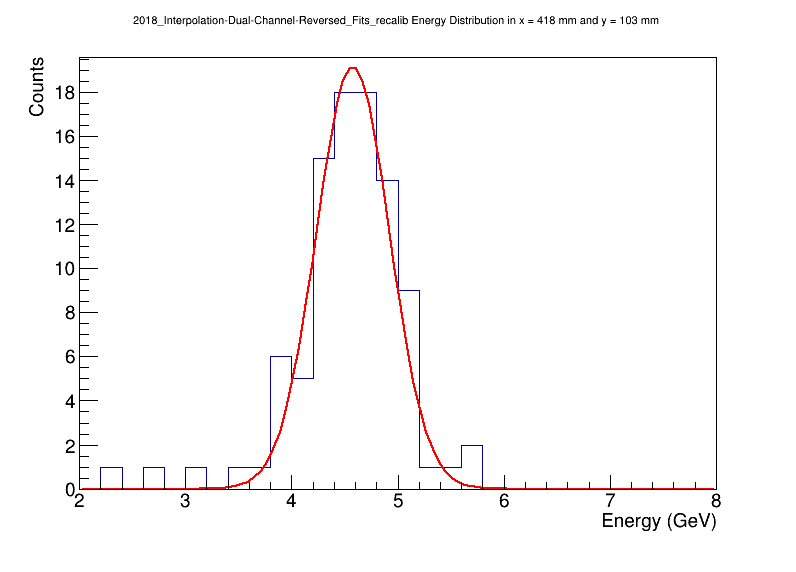 2018_Interpolation-Dual-Channel-Reversed_Fits_recalib Energy Distribution in x = 418 mm and y = 103 mm
Counts
18
16
14
12
10
8
6
4
2
0
2 3 4 5 6 7 8
Energy (GeV)